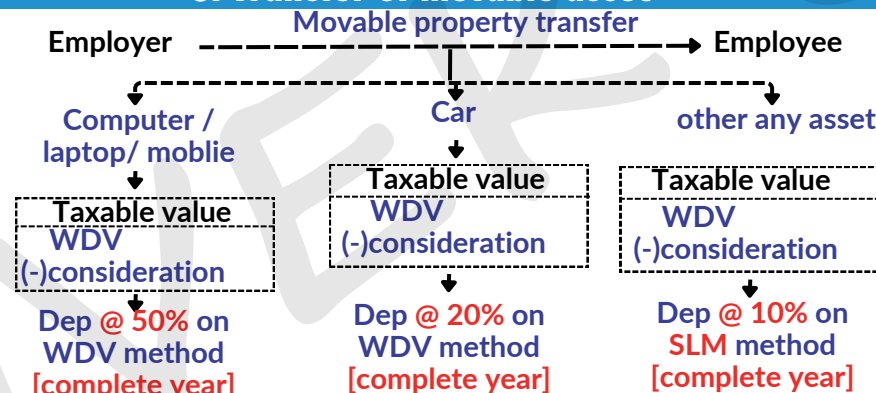 Movable property transfer
Employer
Employee
Computer /
laptop/ moblie
Car
other any asset
Taxable value
WDV
(-)consideration
Taxable value
WDV
(-)consideration
Taxable value
WDV
(-)consideration
Dep @ 50% on
WDV method
[complete year]
Dep @ 20% on
WDV method
[complete year]
Dep @ 10% on
SLM method
[complete year]